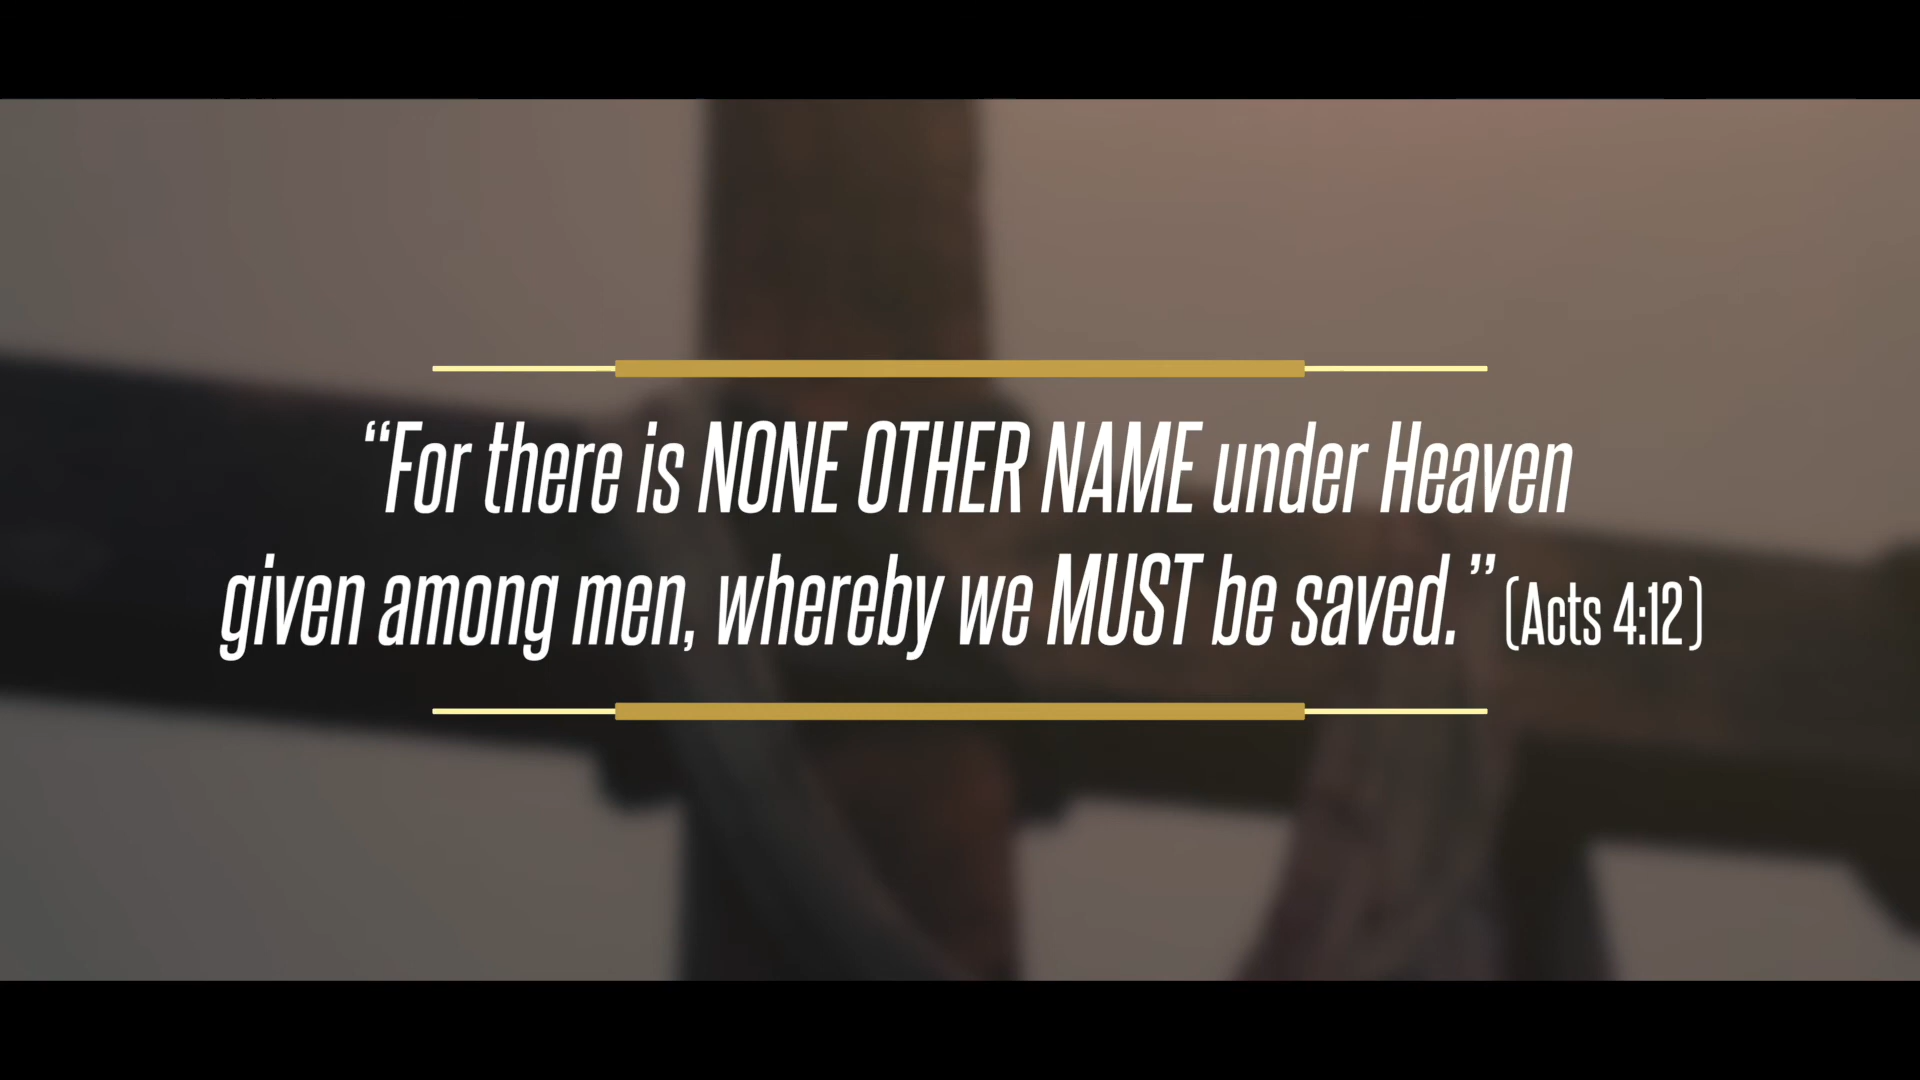 “For there is NONE OTHER NAME under Heaven
given among men, whereby we MUST be saved.” (Acts 4:12)